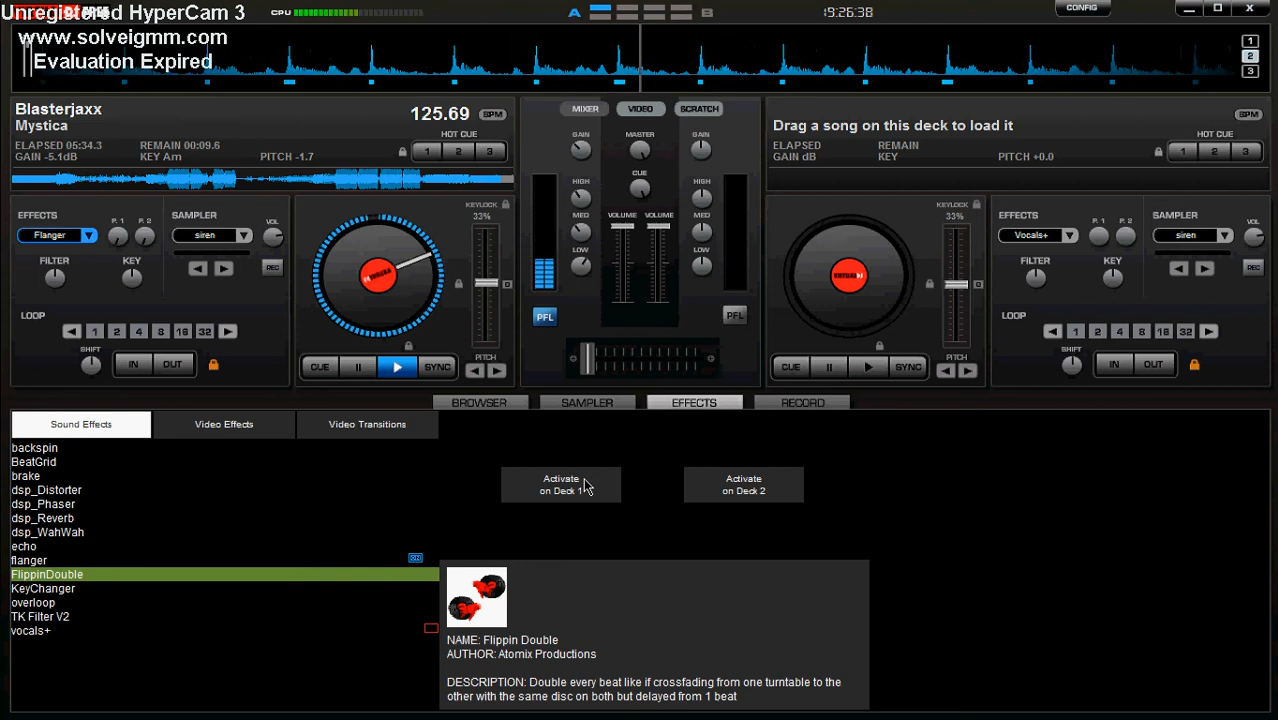 Unregistered HyperCam 3
www.solveigmm.com
Evaluation Expired
CPU
A
B
19:26:38
CONFIG
1
2
3
Blasterjaxx
Mystica
125.69 BPM
HOT CUE
ELAPSED 05:34.3 REMAIN 00:09.6
GAIN -5.1dB KEY Am PITCH -1.7
1 2 3
MIXER VIDEO SCRATCH
GAIN MASTER GAIN
HIGH CUE HIGH
MED VOLUME VOLUME MED
LOW LOW
PFL PFL
Drag a song on this deck to load it
BPM
HOT CUE
ELAPSED REMAIN
GAIN dB KEY PITCH +0.0
1 2 3
EFFECTS P. 1 P. 2 SAMPLER VOL
Flanger siren
FILTER KEY REC
LOOP
1 2 4 8 16 32
SHIFT IN OUT
KEYLOCK
33%
CUE SYNC PITCH
KEYLOCK
33%
VIRTUALDJ
CUE SYNC PITCH
EFFECTS P. 1 P. 2 SAMPLER VOL
Vocals+ siren
FILTER KEY REC
LOOP
1 2 4 8 16 32
SHIFT IN OUT
BROWSER SAMPLER EFFECTS RECORD
Sound Effects Video Effects Video Transitions
backspin
BeatGrid
brake
dsp_Distorter
dsp_Phaser
dsp_Reverb
dsp_WahWah
echo
flanger
FlippinDouble
KeyChanger
overloop
TK Filter V2
vocals+
Activate
on Deck 1
Activate
on Deck 2
NAME: Flippin Double
AUTHOR: Atomix Productions
DESCRIPTION: Double every beat like if crossfading from one turntable to the
other with the same disc on both but delayed from 1 beat